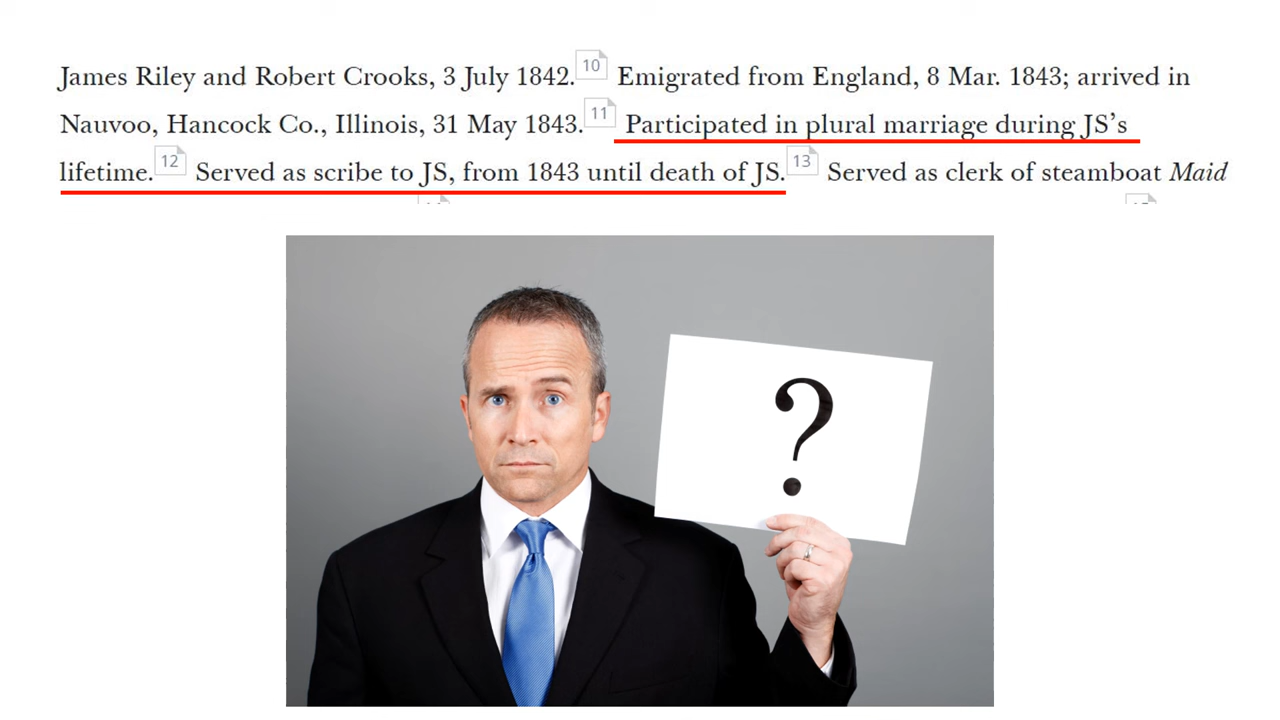 James Riley and Robert Crooks, 3 July 1842. 10 Emigrated from England, 8 Mar. 1843; arrived in
Nauvoo, Hancock Co., Illinois, 31 May 1843. 11 Participated in plural marriage during JS’s
lifetime. 12 Served as scribe to JS, from 1843 until death of JS. 13 Served as clerk of steamboat Maid
?